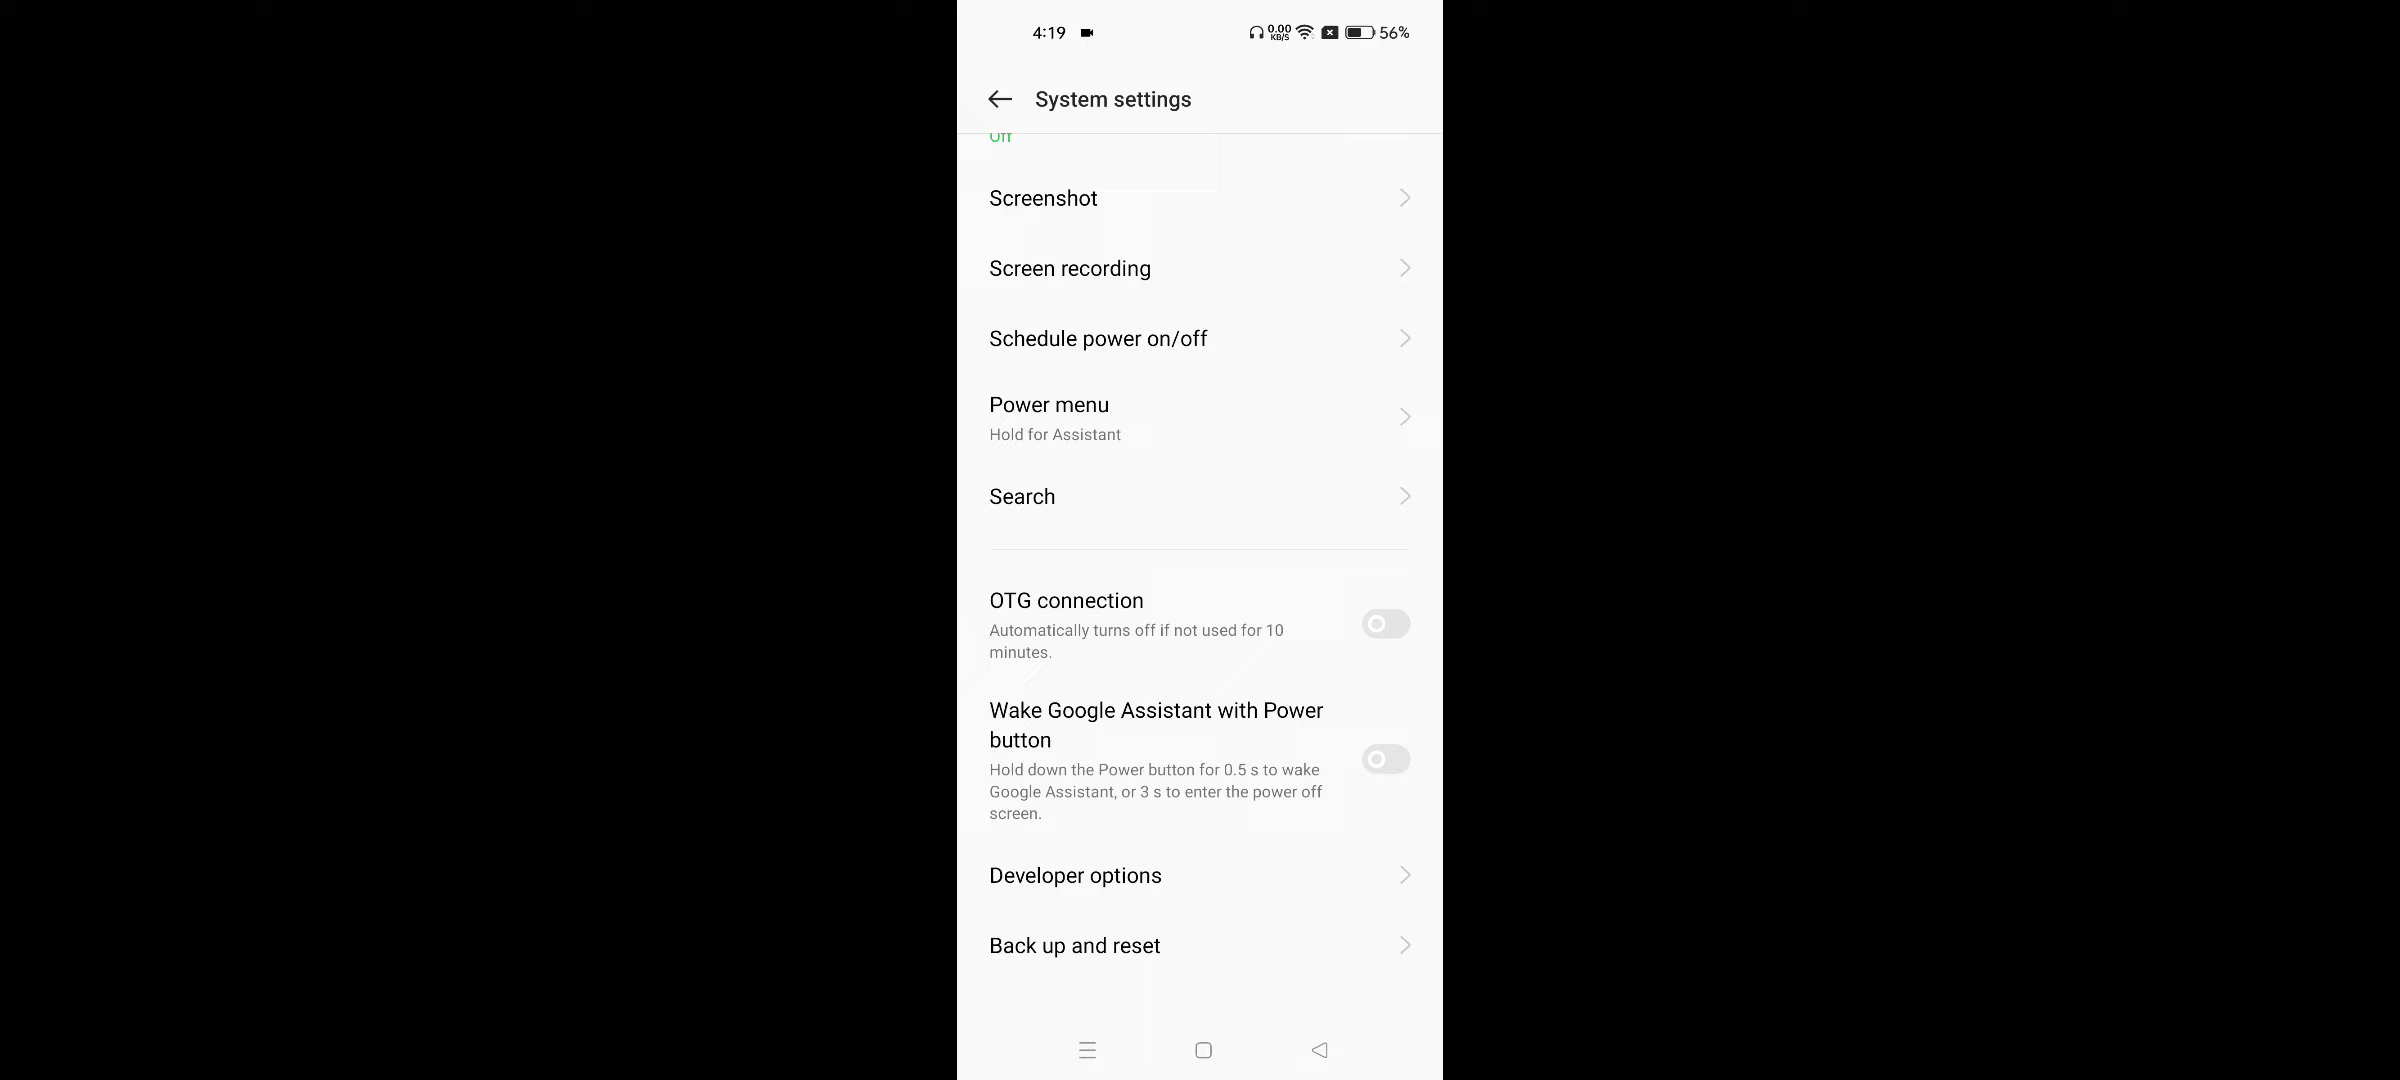 4:19 0.00 KB/S 56%
System settings
Off
Screenshot
Screen recording
Schedule power on/off
Power menu
Hold for Assistant
Search
OTG connection
Automatically turns off if not used for 10
minutes.
Wake Google Assistant with Power
button
Hold down the Power button for 0.5 s to wake
Google Assistant, or 3 s to enter the power off
screen.
Developer options
Back up and reset